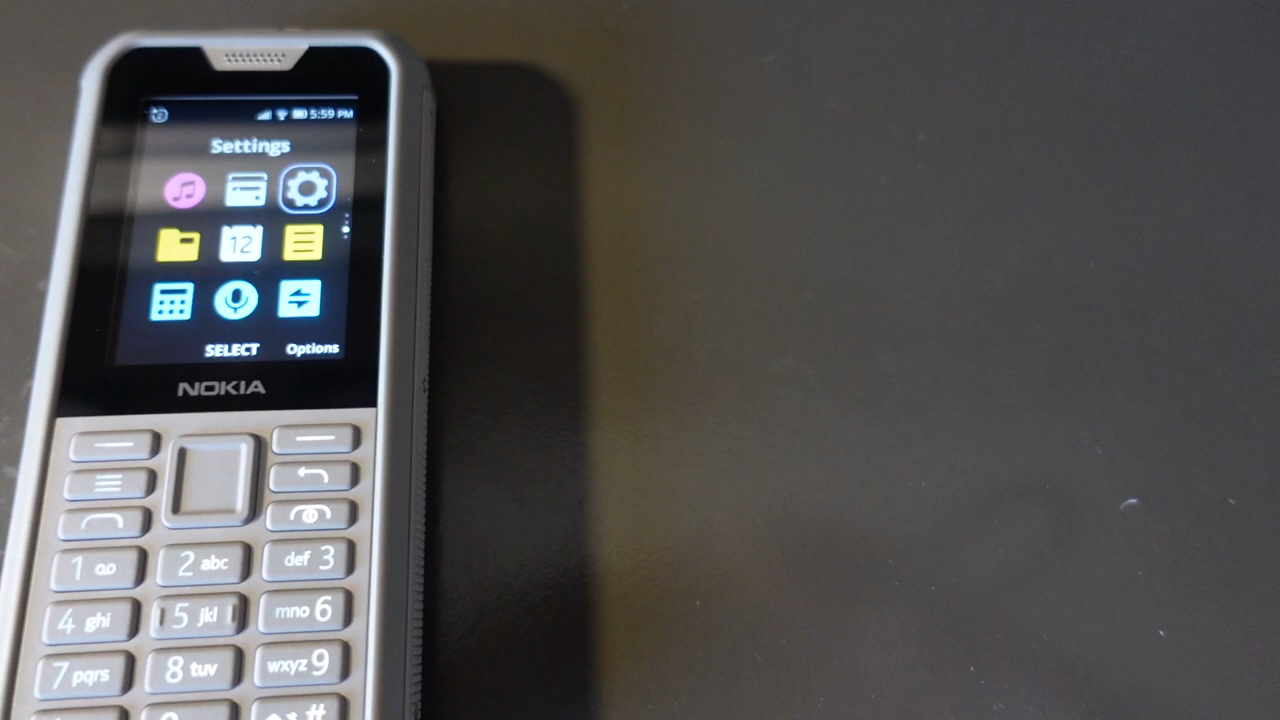 5:59 PM
Settings
12
SELECT Options
NOKIA
1 2 abc def 3
4 ghi 5 jkl mno 6
7 pqrs 8 tuv wxyz 9
#